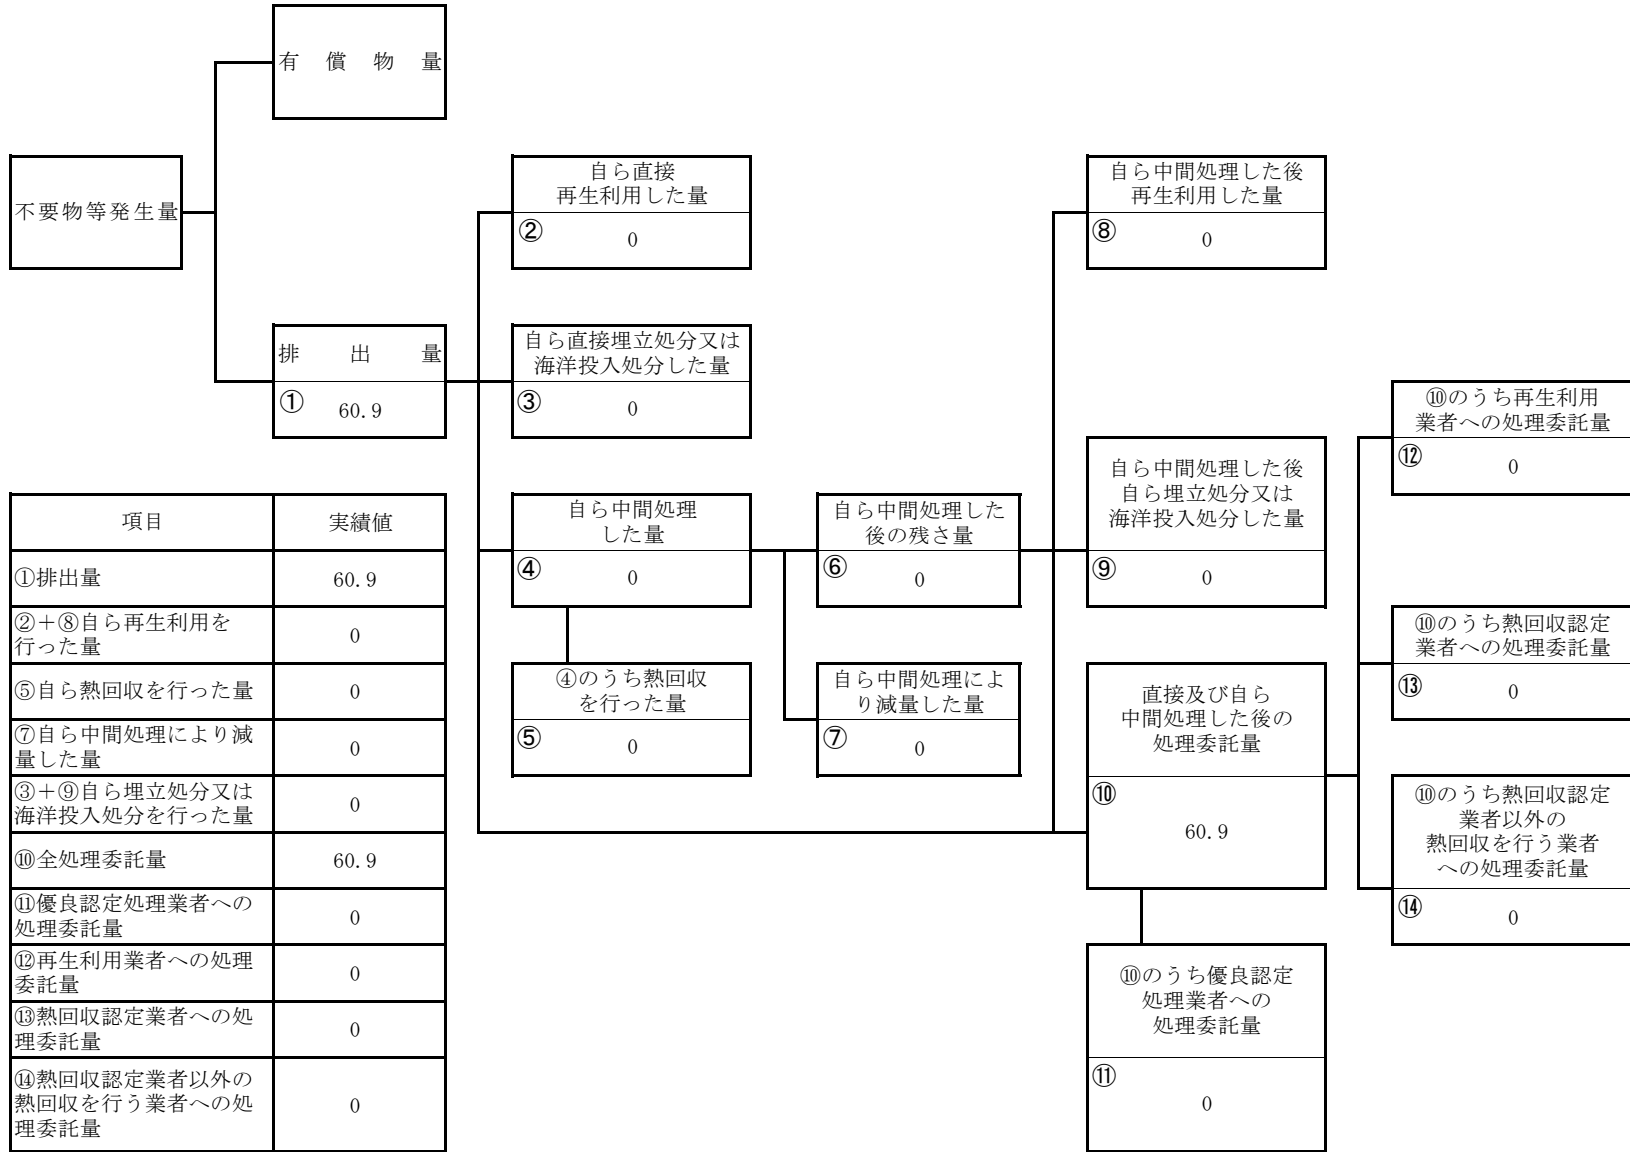 有償物量
不要物等発生量
自ら直接
再生利用した量
② 0
自ら中間処理した後
再生利用した量
⑧ 0
排出量
① 60.9
自ら直接埋立処分又は
海洋投入処分した量
③ 0
⑩のうち再生利用
業者への処理委託量
⑫ 0
自ら中間処理した後
自ら埋立処分又は
海洋投入処分した量
⑨ 0
自ら中間処理
した量
④ 0
自ら中間処理した
後の残さ量
⑥ 0
④のうち熱回収
を行った量
⑤ 0
自ら中間処理によ
り減量した量
⑦ 0
直接及び自ら
中間処理した後の
処理委託量
⑩
60.9
⑩のうち熱回収認定
業者への処理委託量
⑬ 0
⑩のうち熱回収認定
業者以外の
熱回収を行う業者
への処理委託量
⑭ 0
⑩のうち優良認定
処理業者への
処理委託量
⑪
0
項目 実績値
①排出量 60.9
②＋⑧自ら再生利用を
行った量 0
⑤自ら熱回収を行った量 0
⑦自ら中間処理により減
量した量 0
③＋⑨自ら埋立処分又は
海洋投入処分を行った量 0
⑩全処理委託量 60.9
⑪優良認定処理業者への
処理委託量 0
⑫再生利用業者への処理
委託量 0
⑬熱回収認定業者への処
理委託量 0
⑭熱回収認定業者以外の
熱回収を行う業者への処
理委託量 0